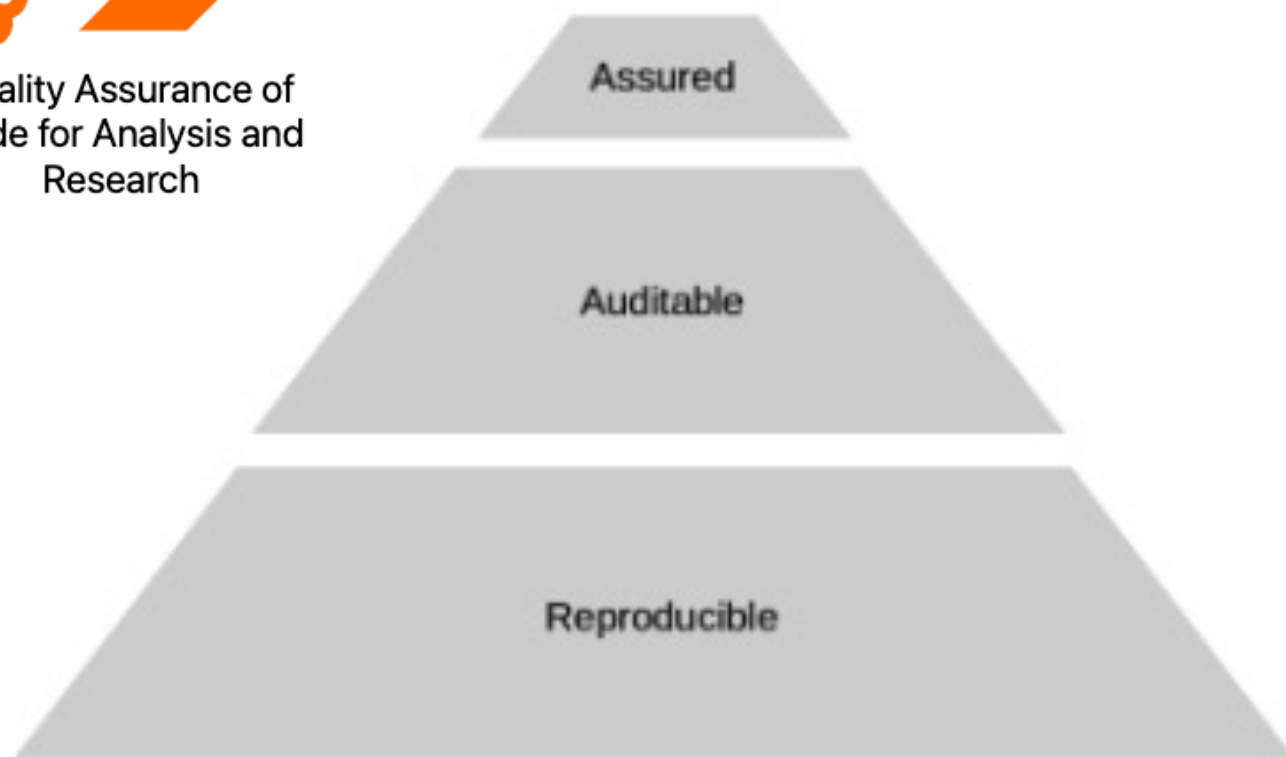 Assured
ality Assurance of
de for Analysis and
Research
Auditable
Reproducible